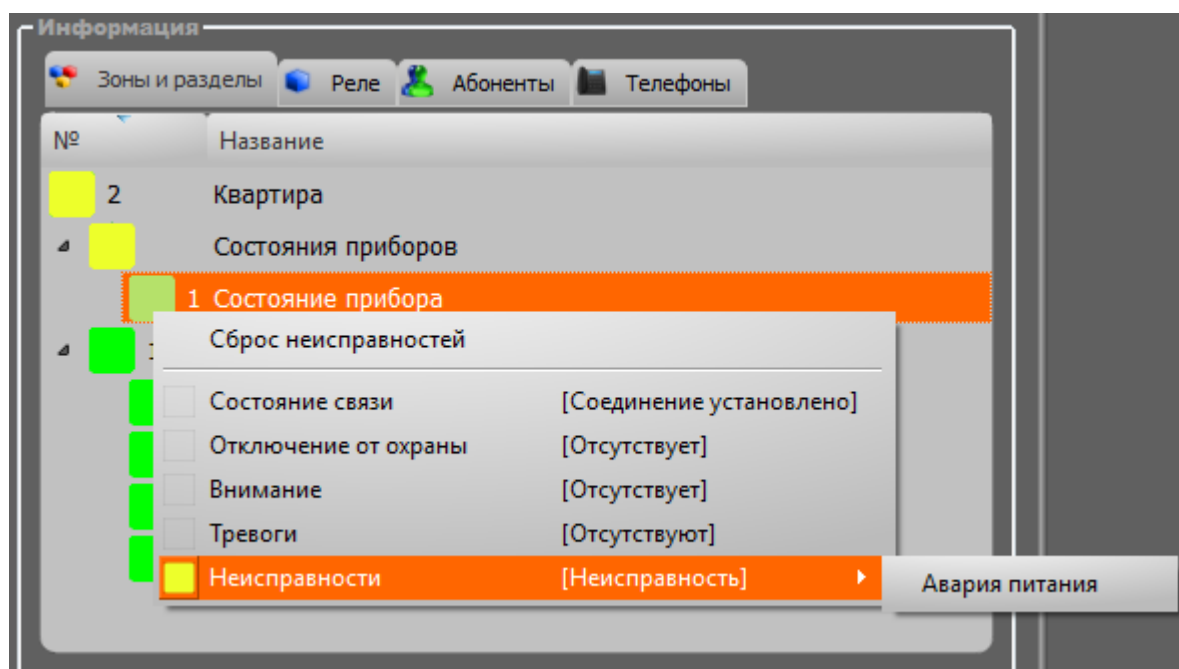 Информация
Зоны и разделы Реле Абоненты Телефоны
№ Название
2 Квартира
Состояния приборов
1 Состояние прибора
Сброс неисправностей
Состояние связи [Соединение установлено]
Отключение от охраны [Отсутствует]
Внимание [Отсутствует]
Тревоги [Отсутствуют]
Неисправности [Неисправность] Авария питания